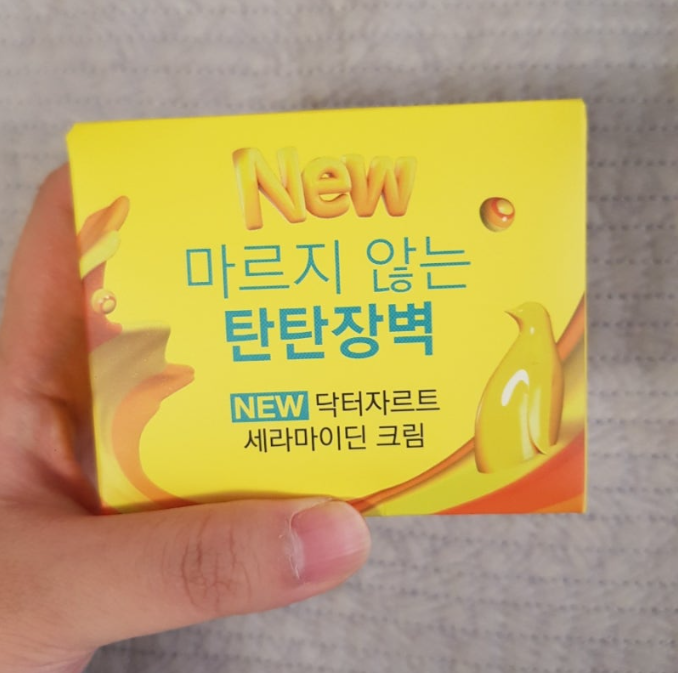 New
마르지 않는
탄탄장벽
NEW 닥터자르트
세라마이딘 크림